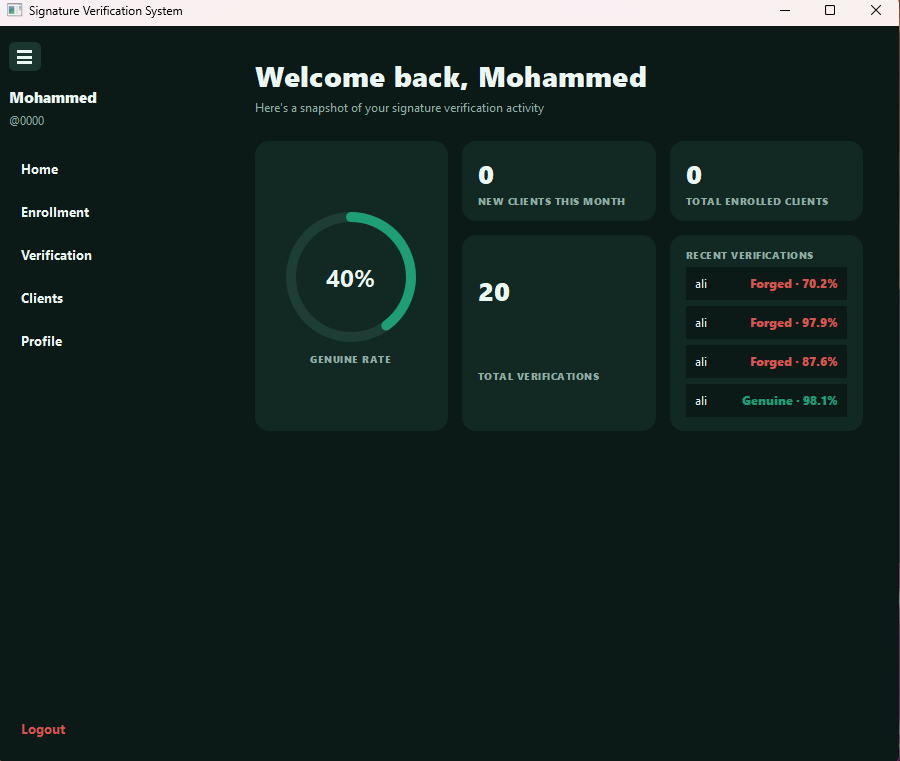 Signature Verification System
Mohammed
@0000
Home
Enrollment
Verification
Clients
Profile
Logout
Welcome back, Mohammed
Here's a snapshot of your signature verification activity
40%
GENUINE RATE
0
NEW CLIENTS THIS MONTH
0
TOTAL ENROLLED CLIENTS
20
TOTAL VERIFICATIONS
RECENT VERIFICATIONS
ali Forged · 70.2%
ali Forged · 97.9%
ali Forged · 87.6%
ali Genuine · 98.1%